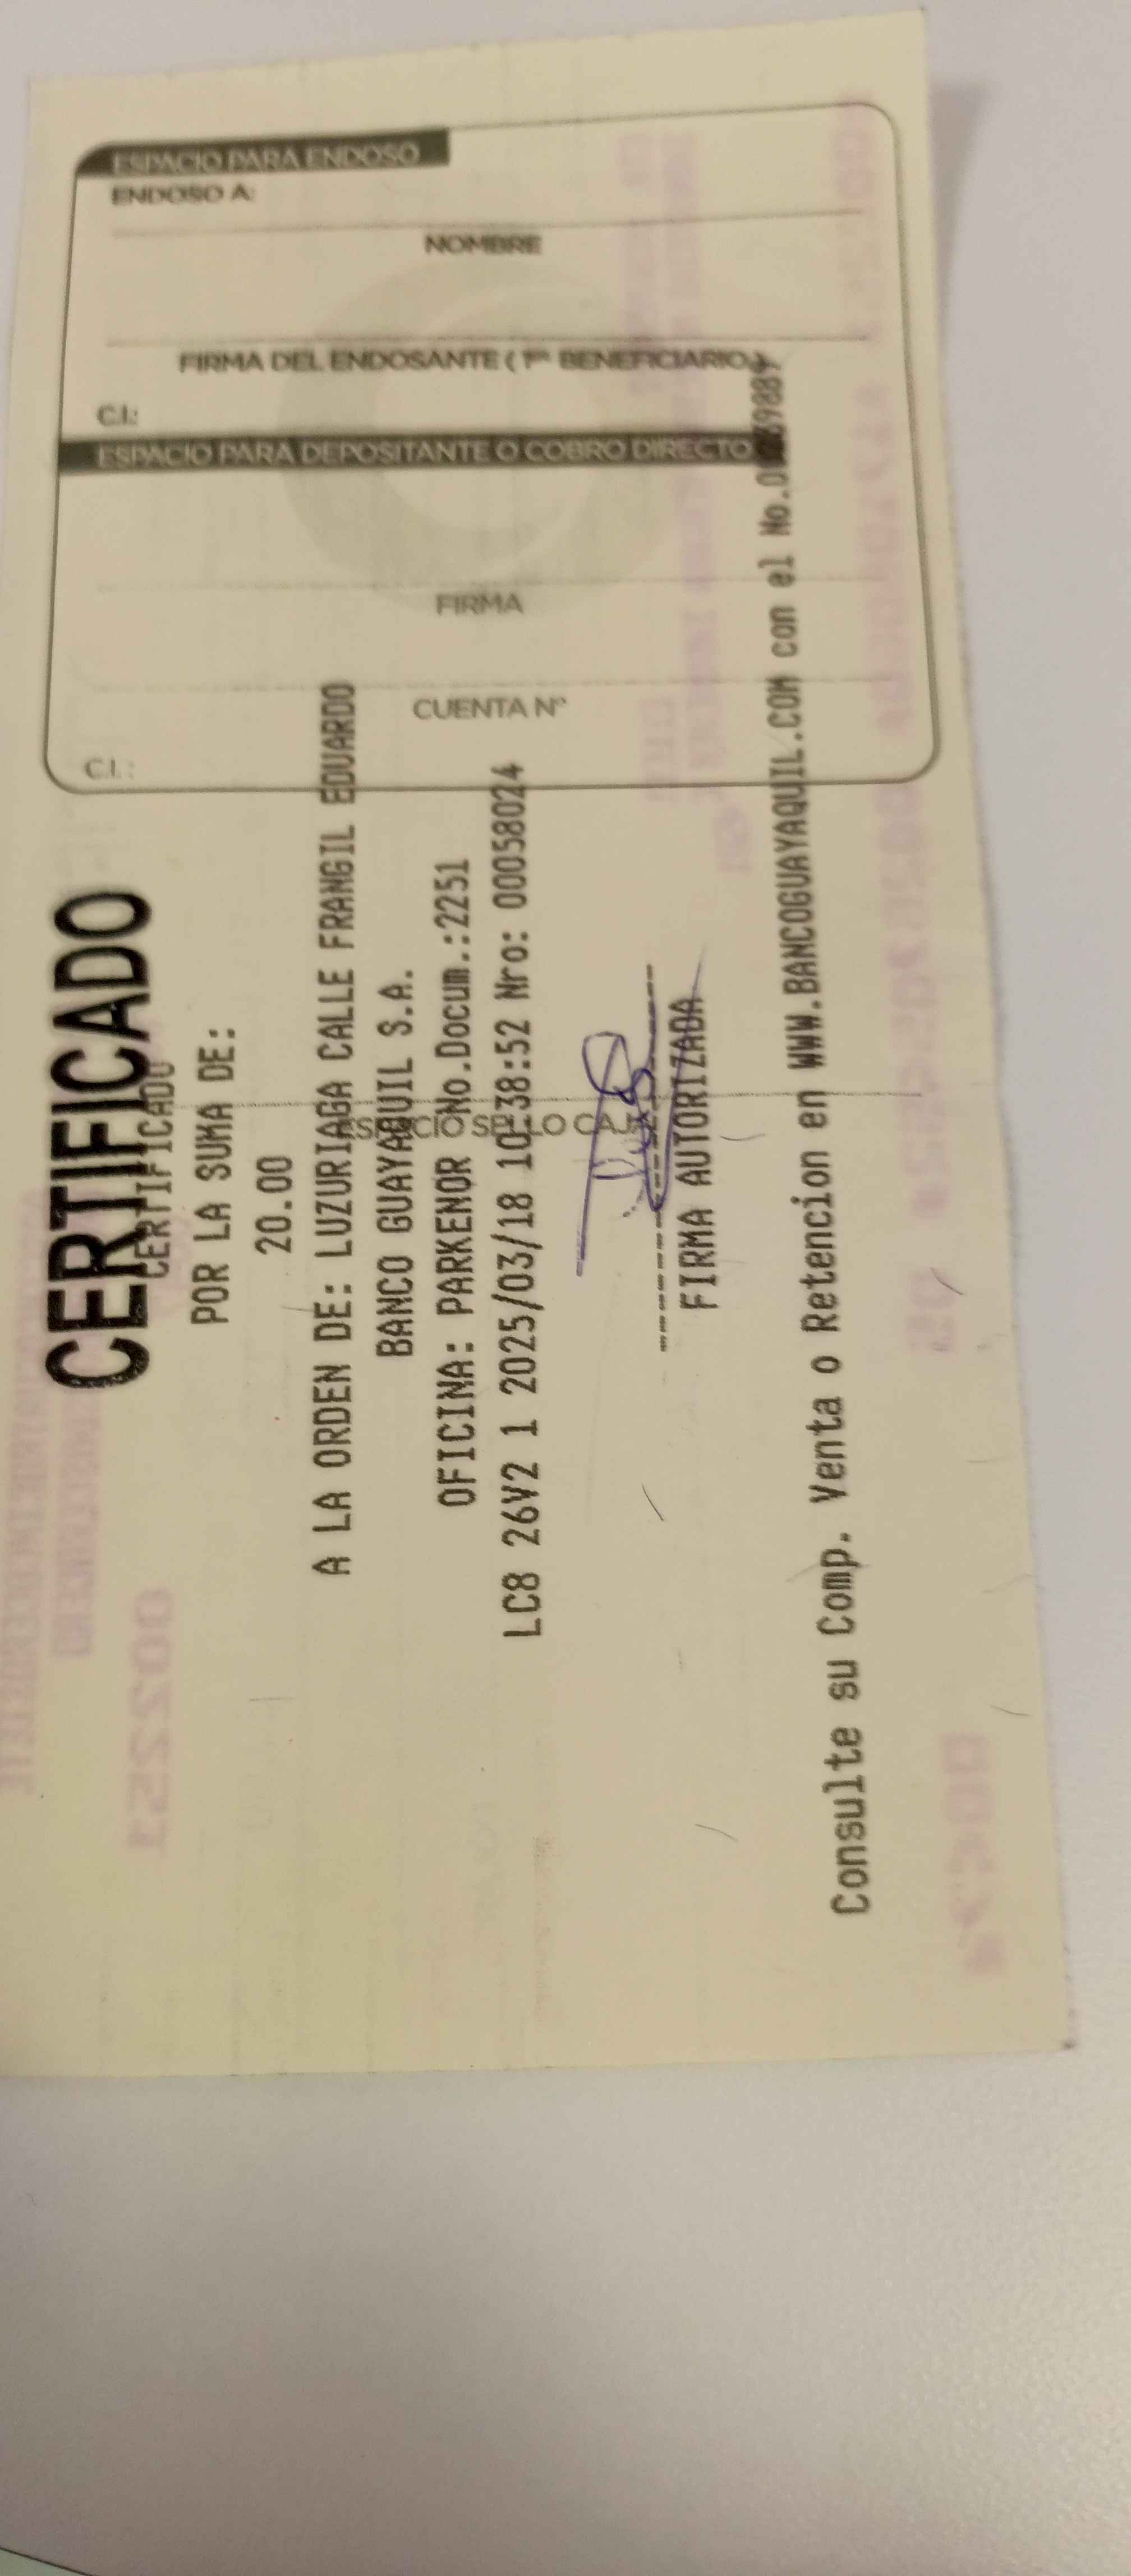 CERTIFICADO
CERTIFICADO
POR LA SUMA DE:
20.00
A LA ORDEN DE: LUZURIAGA CALLE FRANGIL EDUARDO
BANCO GUAYAQUIL S.A.
OFICINA: PARKENOR No.Docum.:2251
LC8 26V2 1 2025/03/18 10:38:52 Nro: 00058024
FIRMA AUTORIZADA
Consulte su Comp. Venta o Retencion en WWW.BANCOGUAYAQUIL.COM con el No.
ESPACIO SELLO
ESPACIO PARA ENDOSO
ENDOSO A:
NOMBRE
FIRMA DEL ENDOSANTE ( 1er BENEFICIARIO )
C.I.:
ESPACIO PARA DEPOSITANTE O COBRO DIRECTO
FIRMA
CUENTA Nº
C.I.:
002251